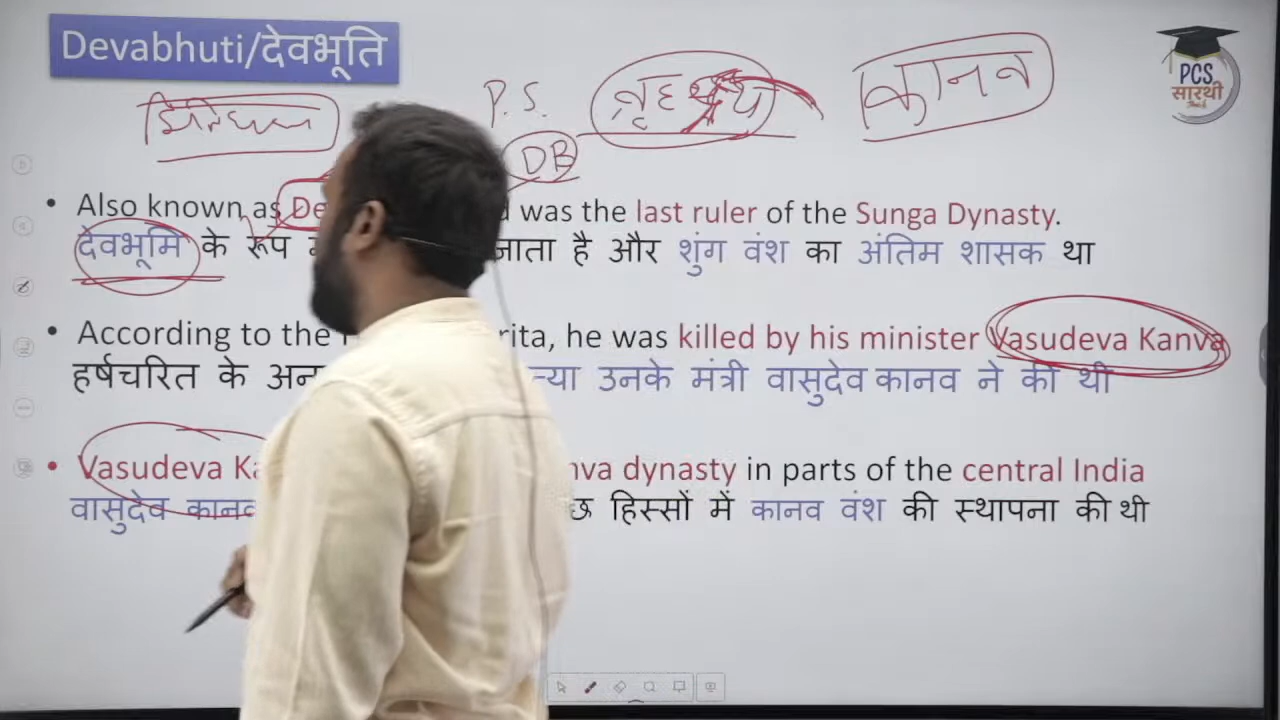 Devabhuti/देवभूति
PCS
सारथी
P.S.
कानव
DB
Also known as De was the last ruler of the Sunga Dynasty.
देवभूमि के रूप जाता है और शुंग वंश का अंतिम शासक था
According to the rita, he was killed by his minister Vasudeva Kanva
हर्षचरित के उनके मंत्री वासुदेव कानव ने की थी
Vasudeva nva dynasty in parts of the central India
वासुदेव कानव हिस्सों में कानव वंश की स्थापना की थी